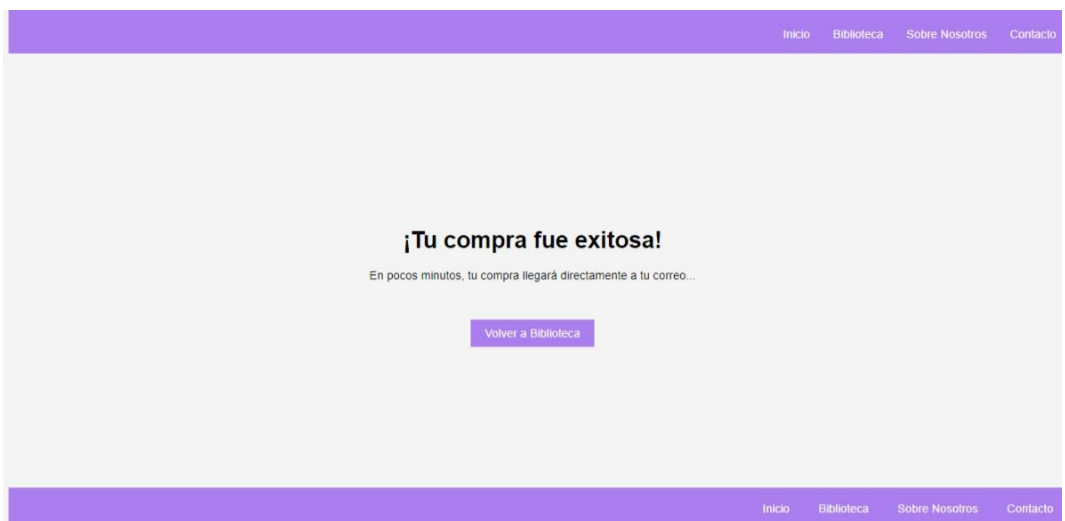 Inicio Biblioteca Sobre Nosotros Contacto
¡Tu compra fue exitosa!
En pocos minutos, tu compra llegará directamente a tu correo...
Volver a Biblioteca
Inicio Biblioteca Sobre Nosotros Contacto